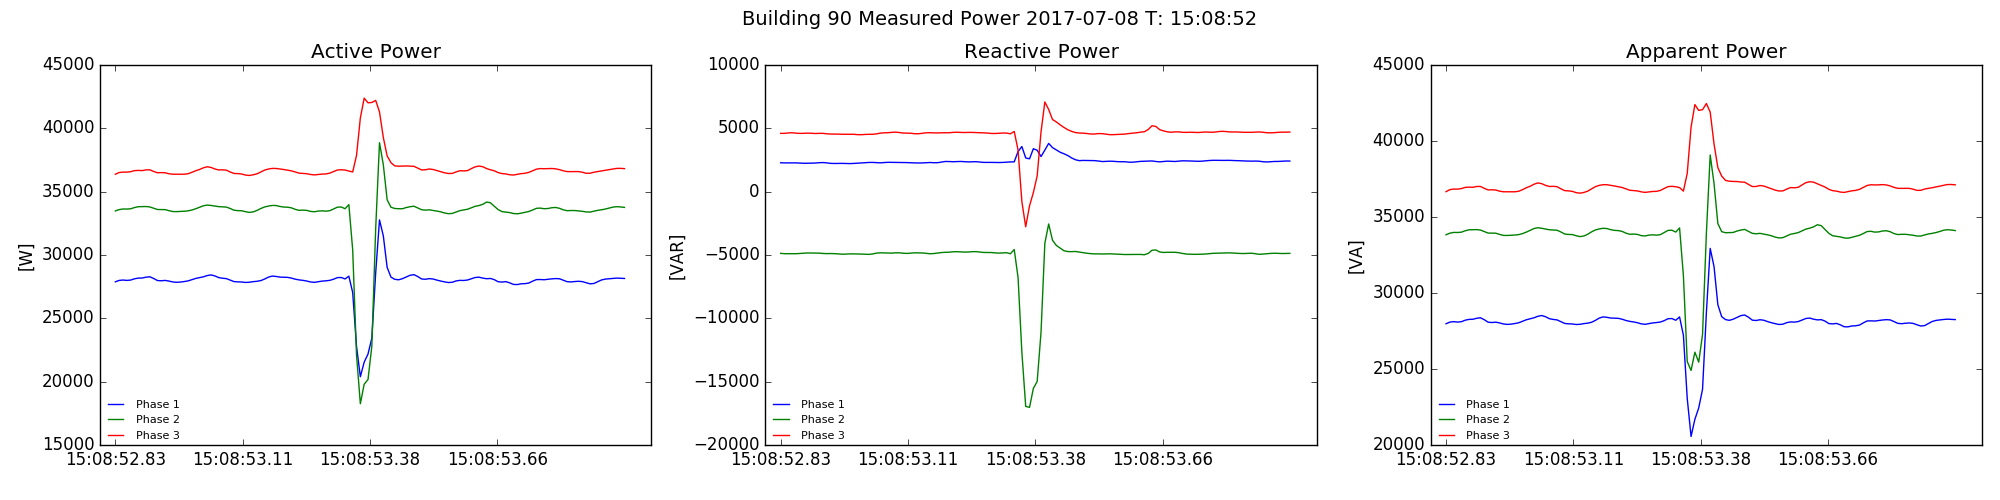 Building 90 Measured Power 2017-07-08 T: 15:08:52
Active Power
45000
40000
35000
30000
25000
20000
15000
[W]
Phase 1
Phase 2
Phase 3
15:08:52.83 15:08:53.11 15:08:53.38 15:08:53.66
Reactive Power
10000
5000
0
−5000
−10000
−15000
−20000
[VAR]
Phase 1
Phase 2
Phase 3
15:08:52.83 15:08:53.11 15:08:53.38 15:08:53.66
Apparent Power
45000
40000
35000
30000
25000
20000
[VA]
Phase 1
Phase 2
Phase 3
15:08:52.83 15:08:53.11 15:08:53.38 15:08:53.66